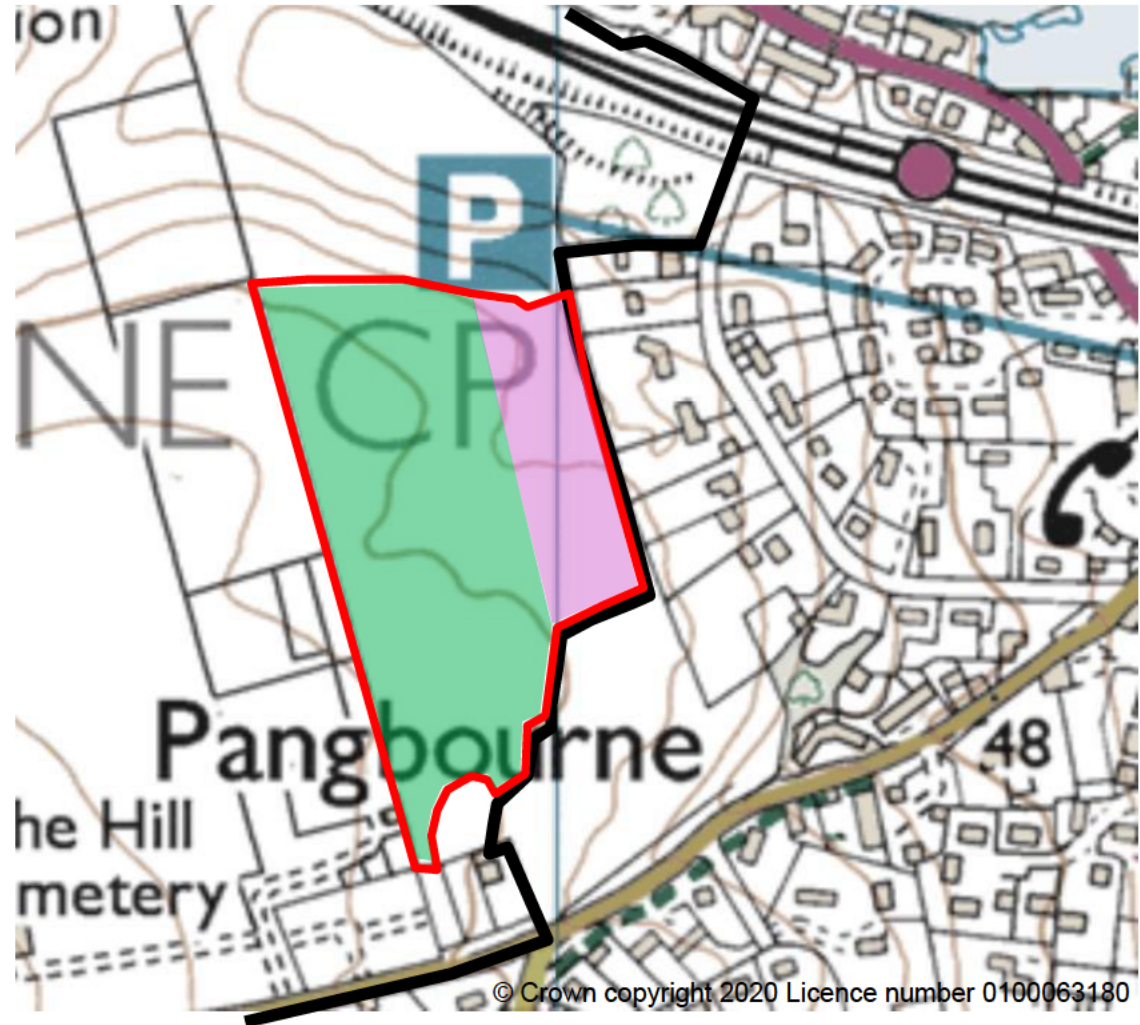 ion
P
NE CP
Pangbourne
48
he Hill
metery
© Crown copyright 2020 Licence number 0100063180